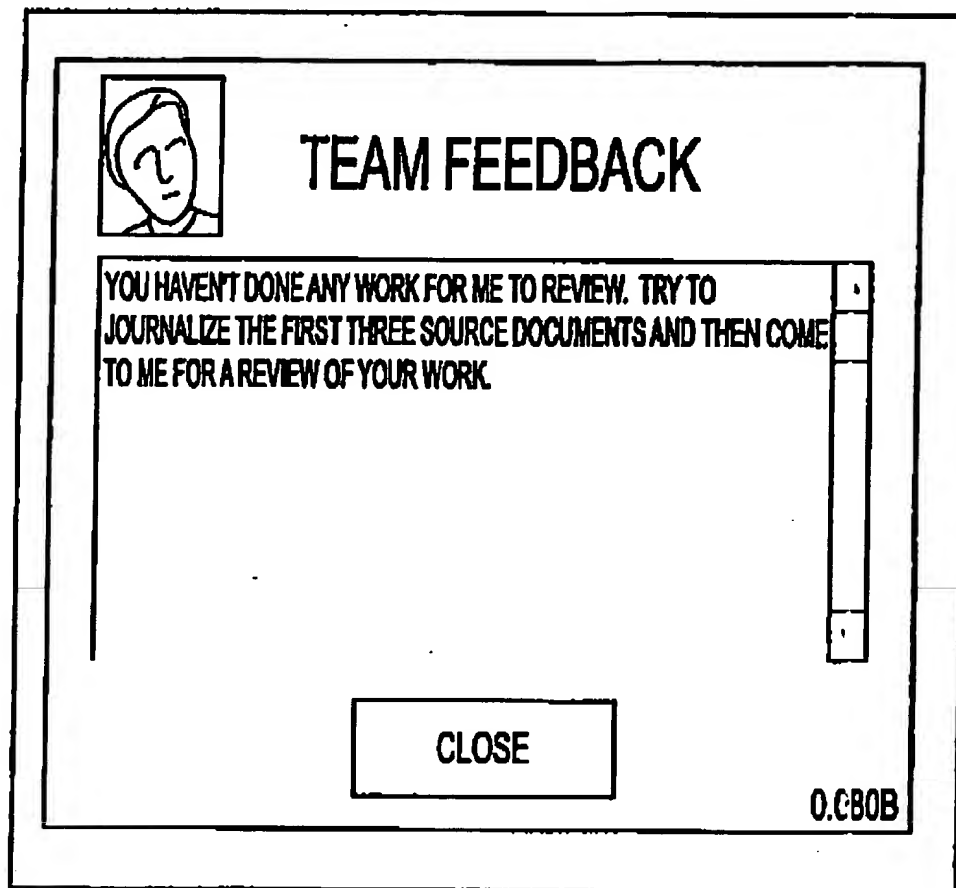 TEAM FEEDBACK
YOU HAVEN'T DONE ANY WORK FOR ME TO REVIEW. TRY TO
JOURNALIZE THE FIRST THREE SOURCE DOCUMENTS AND THEN COME
TO ME FOR A REVIEW OF YOUR WORK.
CLOSE